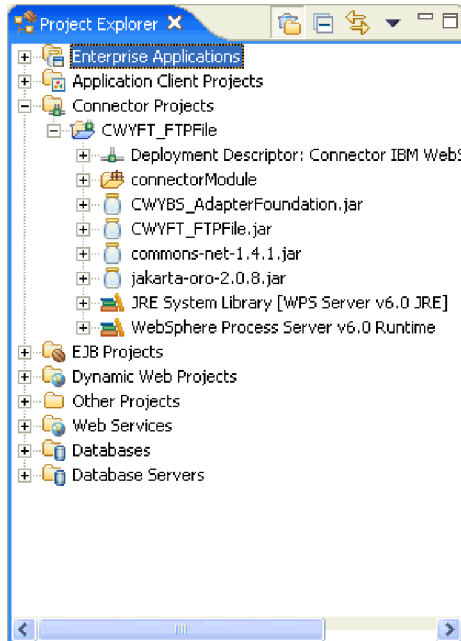 Project Explorer
Enterprise Applications
Application Client Projects
Connector Projects
CWYFT_FTPFile
Deployment Descriptor: Connector IBM WebS
connectorModule
CWYBS_AdapterFoundation.jar
CWYFT_FTPFile.jar
commons-net-1.4.1.jar
jakarta-oro-2.0.8.jar
JRE System Library [WPS Server v6.0 JRE]
WebSphere Process Server v6.0 Runtime
EJB Projects
Dynamic Web Projects
Other Projects
Web Services
Databases
Database Servers